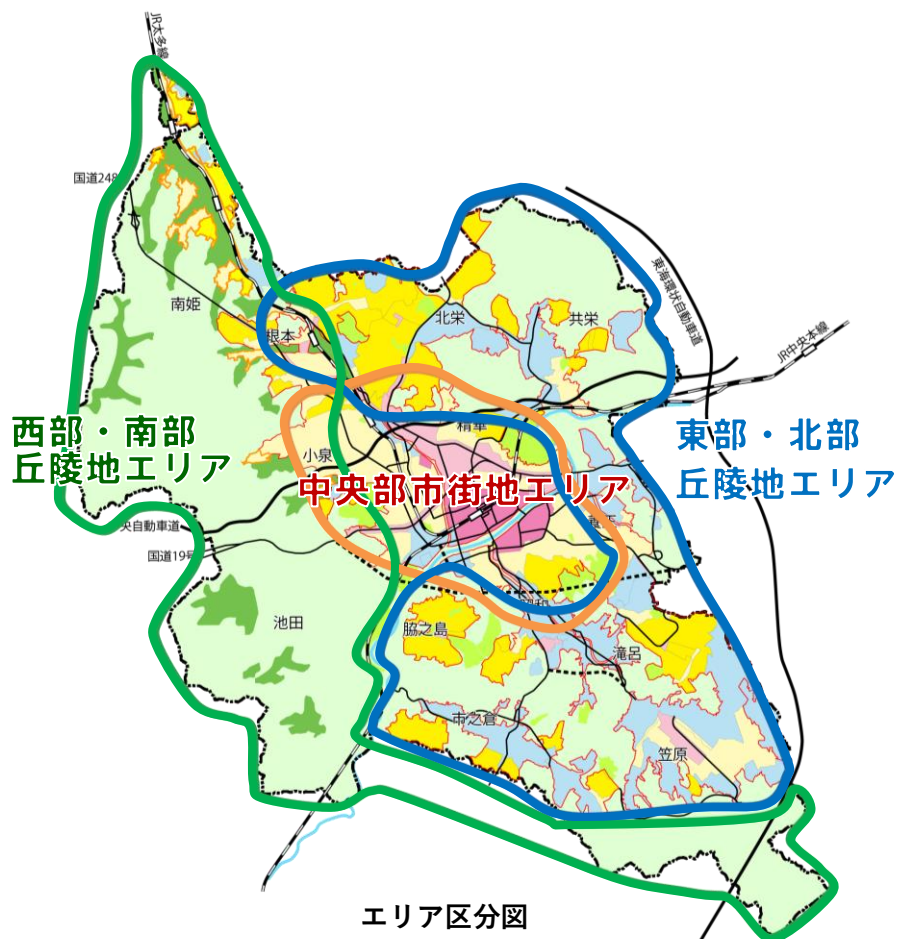 JR太多線
国道248
東海環状自動車道
南姫
北栄
共栄
根本
JR中央本線
西部・南部
丘陵地エリア
東部・北部
丘陵地エリア
精華
小泉
中央部市街地エリア
央自動車道
国道19号
池田
脇之島
滝呂
市之倉
笠原
エリア区分図